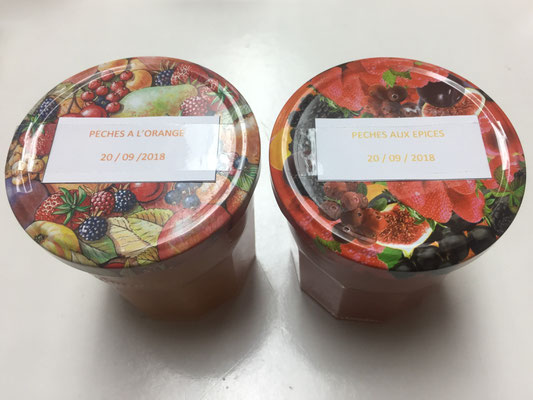 PECHES A L'ORANGE
20 / 09 /2018
PECHES AUX EPICES
20 / 09 / 2018